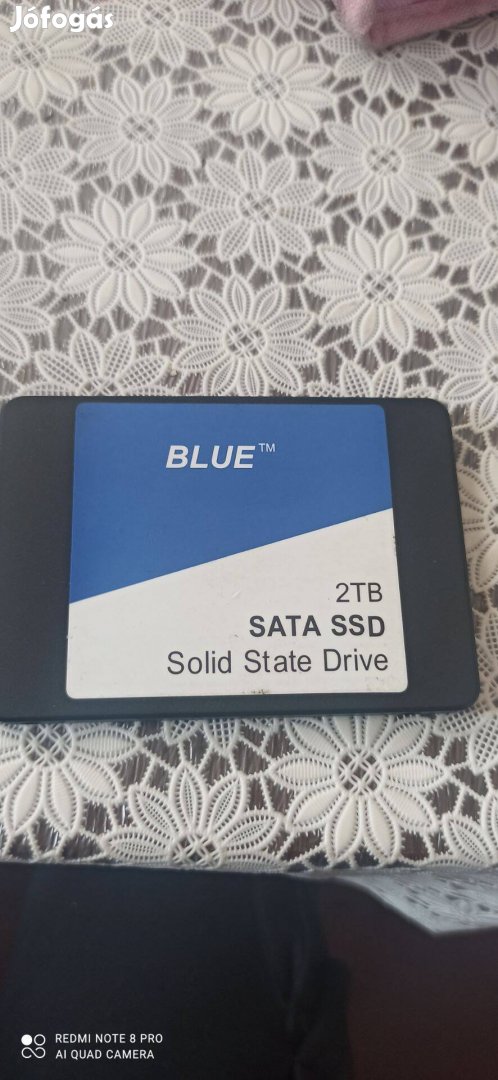 Jófogás
BLUE™
2TB
SATA SSD
Solid State Drive
REDMI NOTE 8 PRO
AI QUAD CAMERA